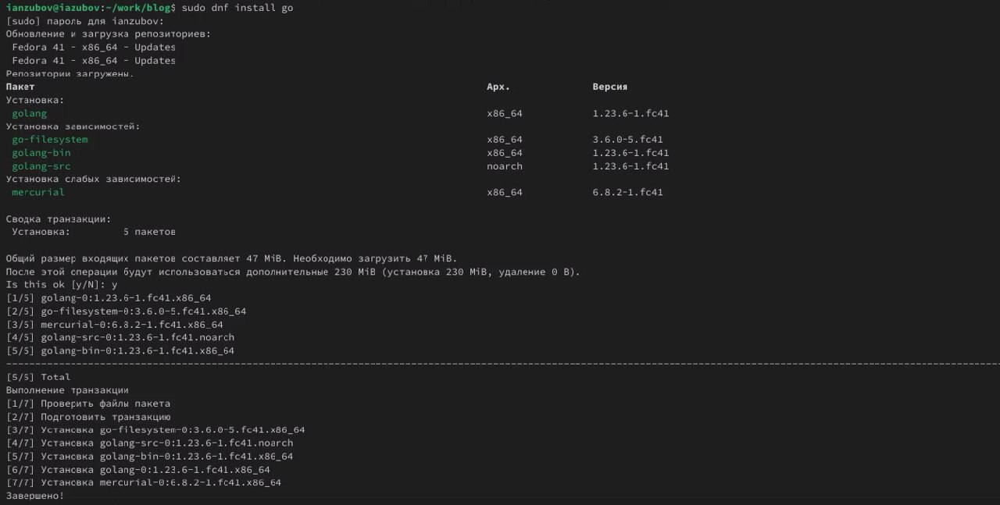 ianzubov@iazubov:~/work/blog$ sudo dnf install go
[sudo] пароль для ianzubov:
Обновление и загрузка репозиториев:
Fedora 41 - x86_64 - Updates
Fedora 41 - x86_64 - Updates
Репозитории загружены.
Пакет Арх. Версия
Установка:
golang x86_64 1.23.6-1.fc41
Установка зависимостей:
go-filesystem x86_64 3.6.0-5.fc41
golang-bin x86_64 1.23.6-1.fc41
golang-src noarch 1.23.6-1.fc41
Установка слабых зависимостей:
mercurial x86_64 6.8.2-1.fc41
Сводка транзакции:
Установка: 5 пакетов
Общий размер входящих пакетов составляет 47 MiB. Необходимо загрузить 47 MiB.
После этой операции будут использоваться дополнительные 230 MiB (установка 230 MiB, удаление 0 B).
Is this ok [y/N]: y
[1/5] golang-0:1.23.6-1.fc41.x86_64
[2/5] go-filesystem-0:3.6.0-5.fc41.x86_64
[3/5] mercurial-0:6.8.2-1.fc41.x86_64
[4/5] golang-src-0:1.23.6-1.fc41.noarch
[5/5] golang-bin-0:1.23.6-1.fc41.x86_64
[5/5] Total
Выполнение транзакции
[1/7] Проверить файлы пакета
[2/7] Подготовить транзакцию
[3/7] Установка go-filesystem-0:3.6.0-5.fc41.x86_64
[4/7] Установка golang-src-0:1.23.6-1.fc41.noarch
[5/7] Установка golang-bin-0:1.23.6-1.fc41.x86_64
[6/7] Установка golang-0:1.23.6-1.fc41.x86_64
[7/7] Установка mercurial-0:6.8.2-1.fc41.x86_64
Завершено!